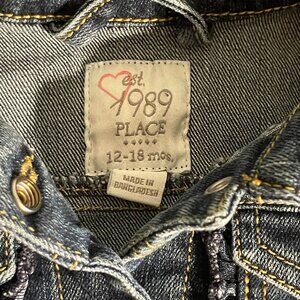 est.
1989
PLACE
12-18 mos.
MADE IN
BANGLADESH